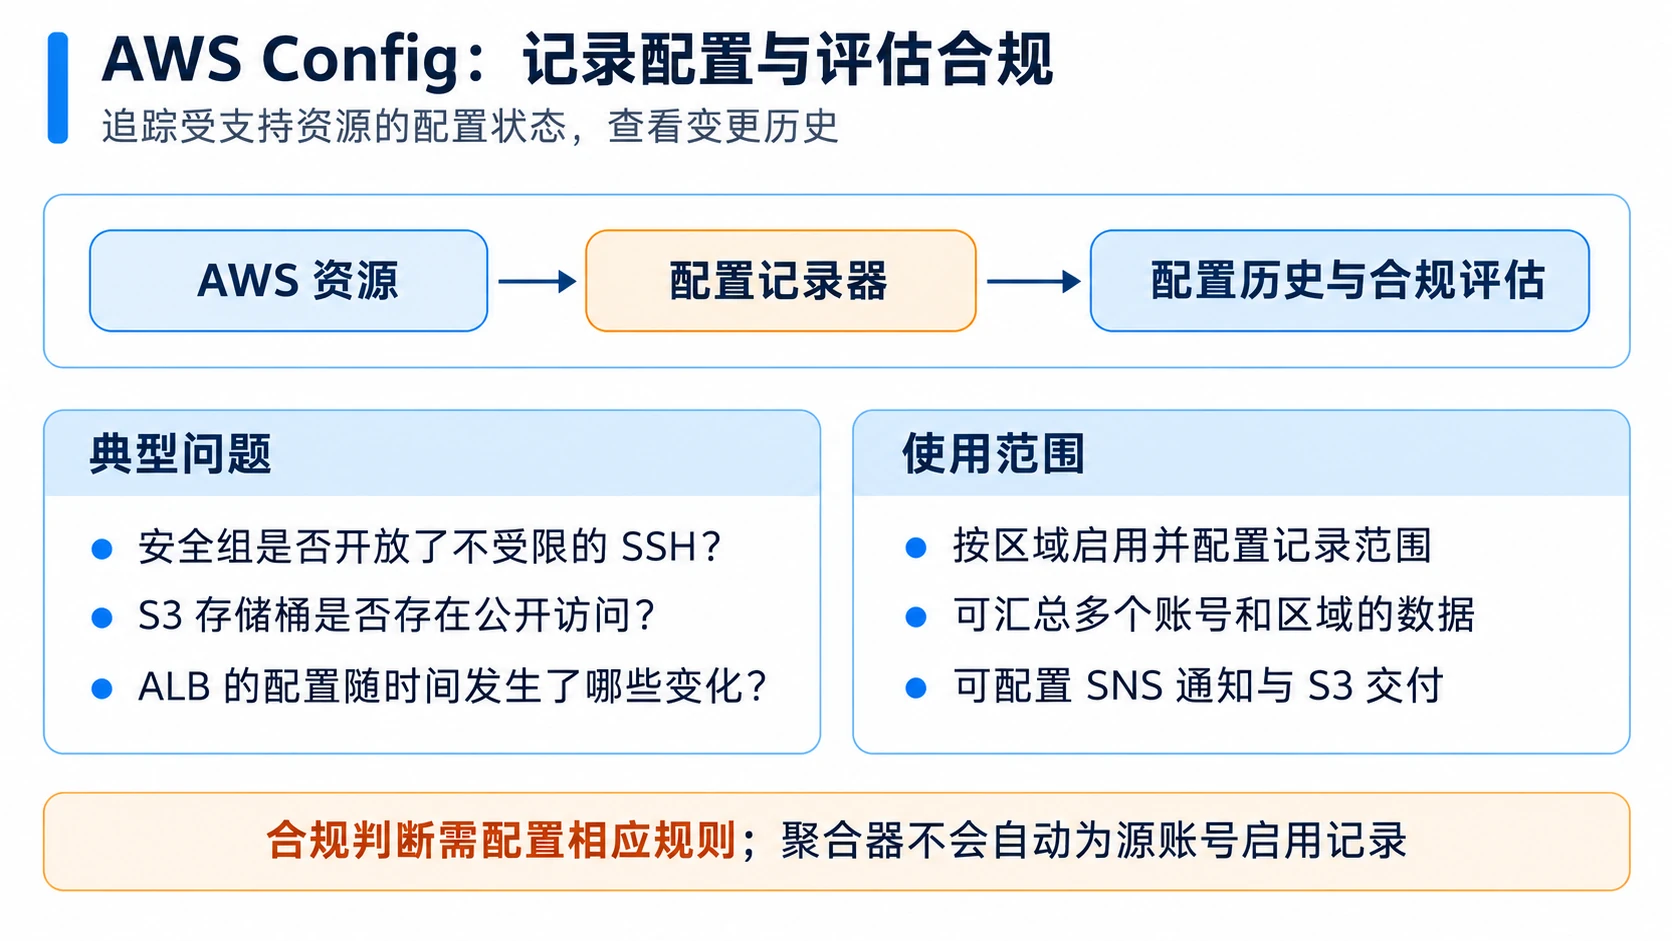 AWS Config：记录配置与评估合规
追踪受支持资源的配置状态，查看变更历史
AWS 资源
配置记录器
配置历史与合规评估
典型问题
安全组是否开放了不受限的 SSH？
S3 存储桶是否存在公开访问？
ALB 的配置随时间发生了哪些变化？
使用范围
按区域启用并配置记录范围
可汇总多个账号和区域的数据
可配置 SNS 通知与 S3 交付
合规判断需配置相应规则；聚合器不会自动为源账号启用记录